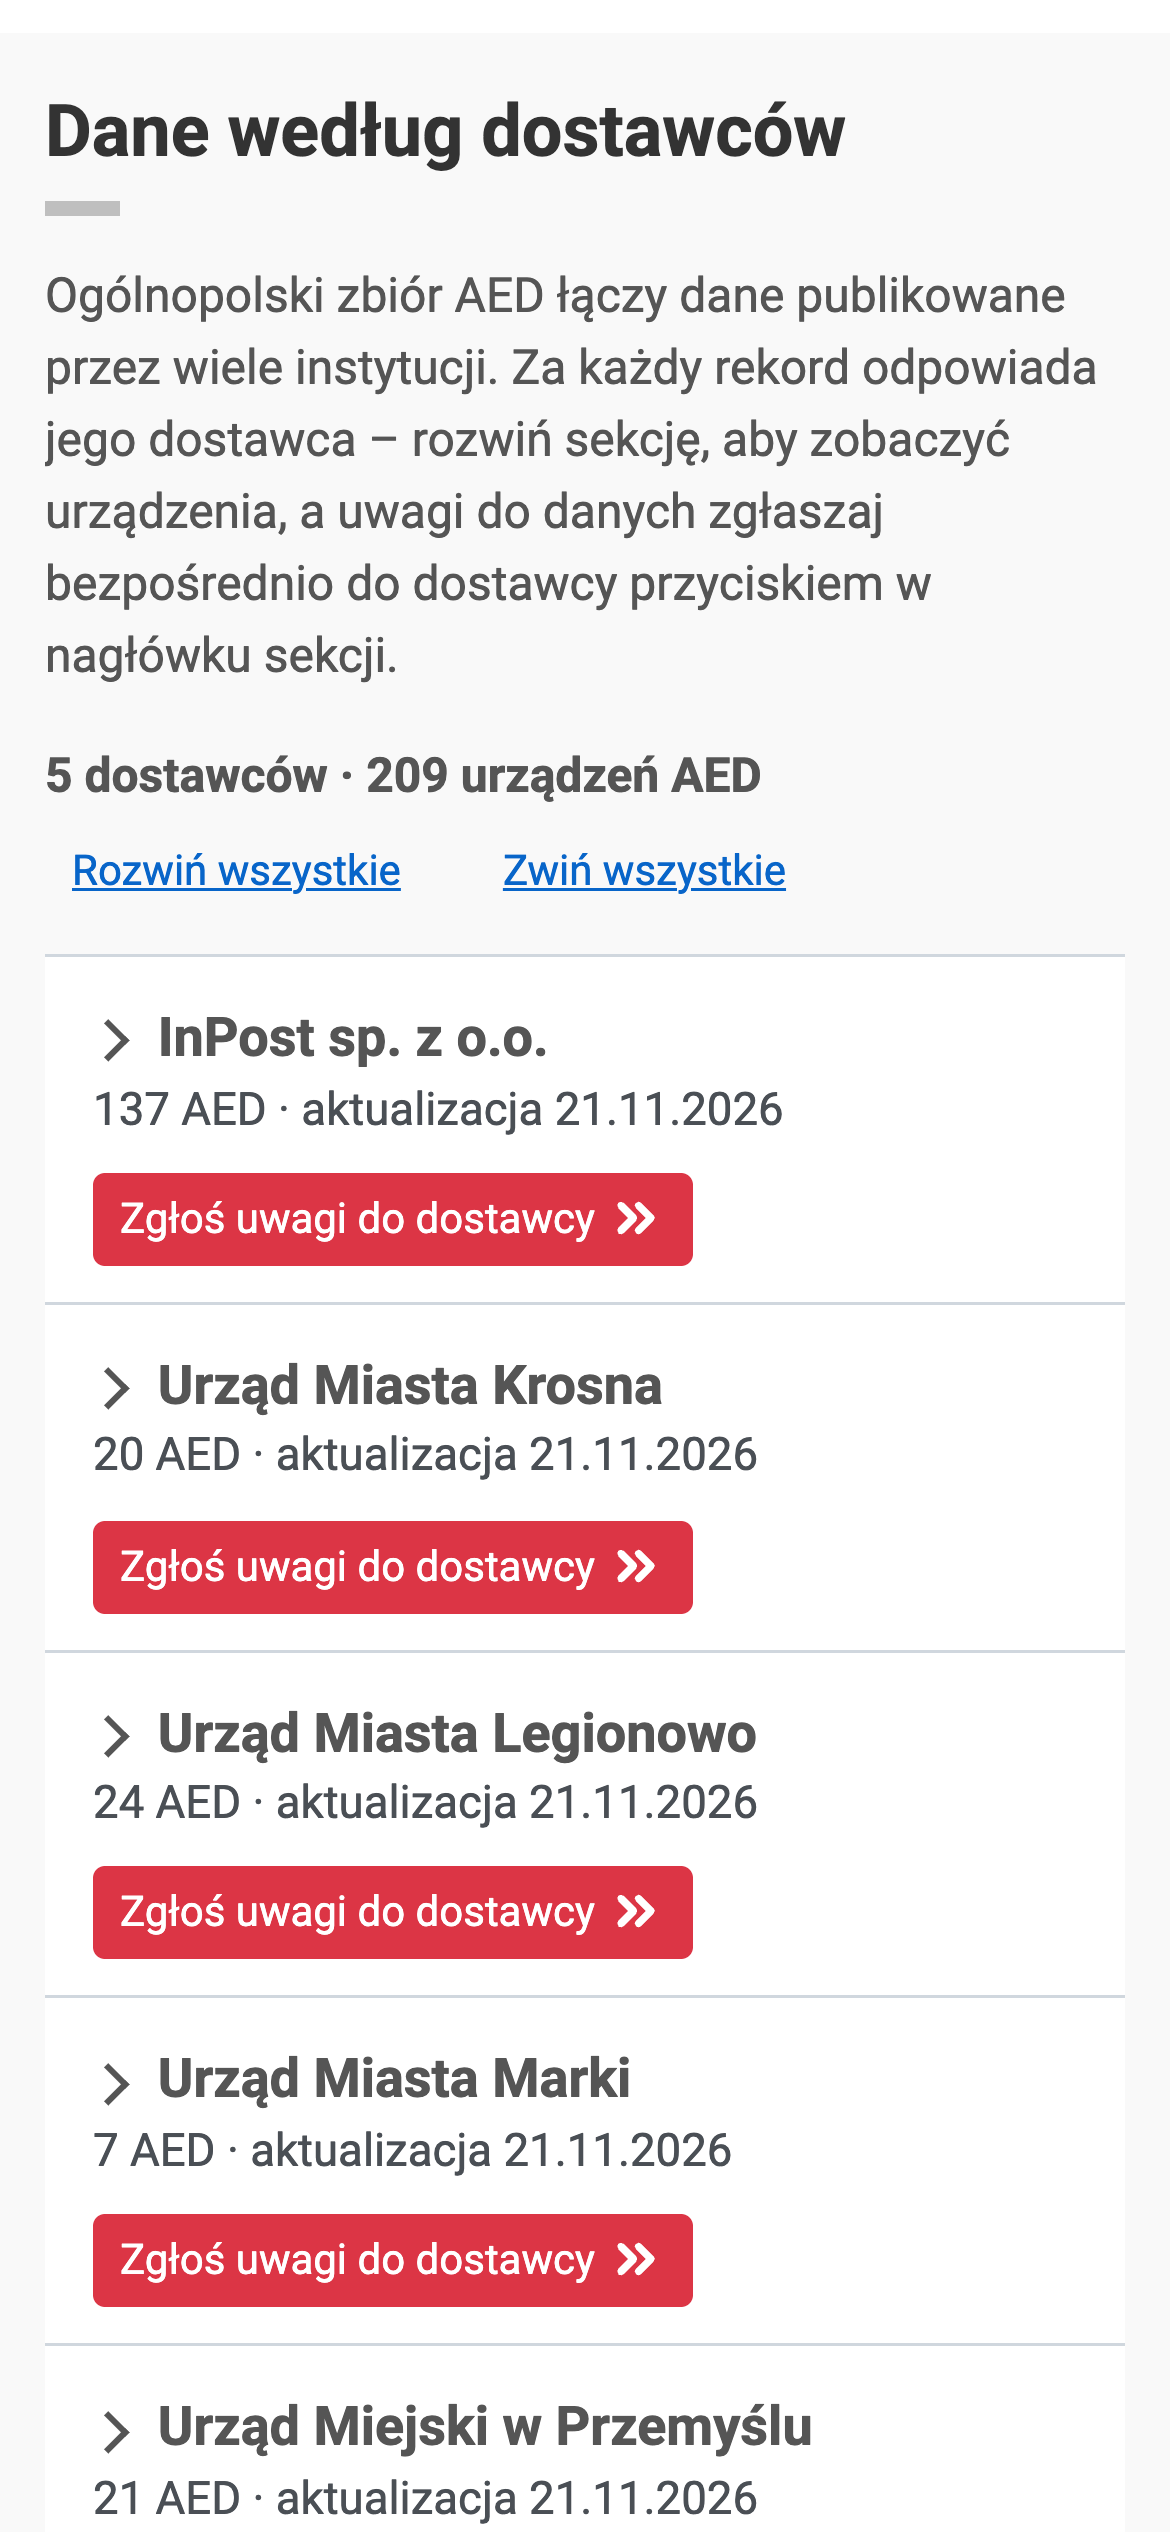 Dane według dostawców
Ogólnopolski zbiór AED łączy dane publikowane
przez wiele instytucji. Za każdy rekord odpowiada
jego dostawca – rozwiń sekcję, aby zobaczyć
urządzenia, a uwagi do danych zgłaszaj
bezpośrednio do dostawcy przyciskiem w
nagłówku sekcji.
5 dostawców · 209 urządzeń AED
Rozwiń wszystkie Zwiń wszystkie
InPost sp. z o.o.
137 AED · aktualizacja 21.11.2026
Zgłoś uwagi do dostawcy
Urząd Miasta Krosna
20 AED · aktualizacja 21.11.2026
Zgłoś uwagi do dostawcy
Urząd Miasta Legionowo
24 AED · aktualizacja 21.11.2026
Zgłoś uwagi do dostawcy
Urząd Miasta Marki
7 AED · aktualizacja 21.11.2026
Zgłoś uwagi do dostawcy
Urząd Miejski w Przemyślu
21 AED · aktualizacja 21.11.2026